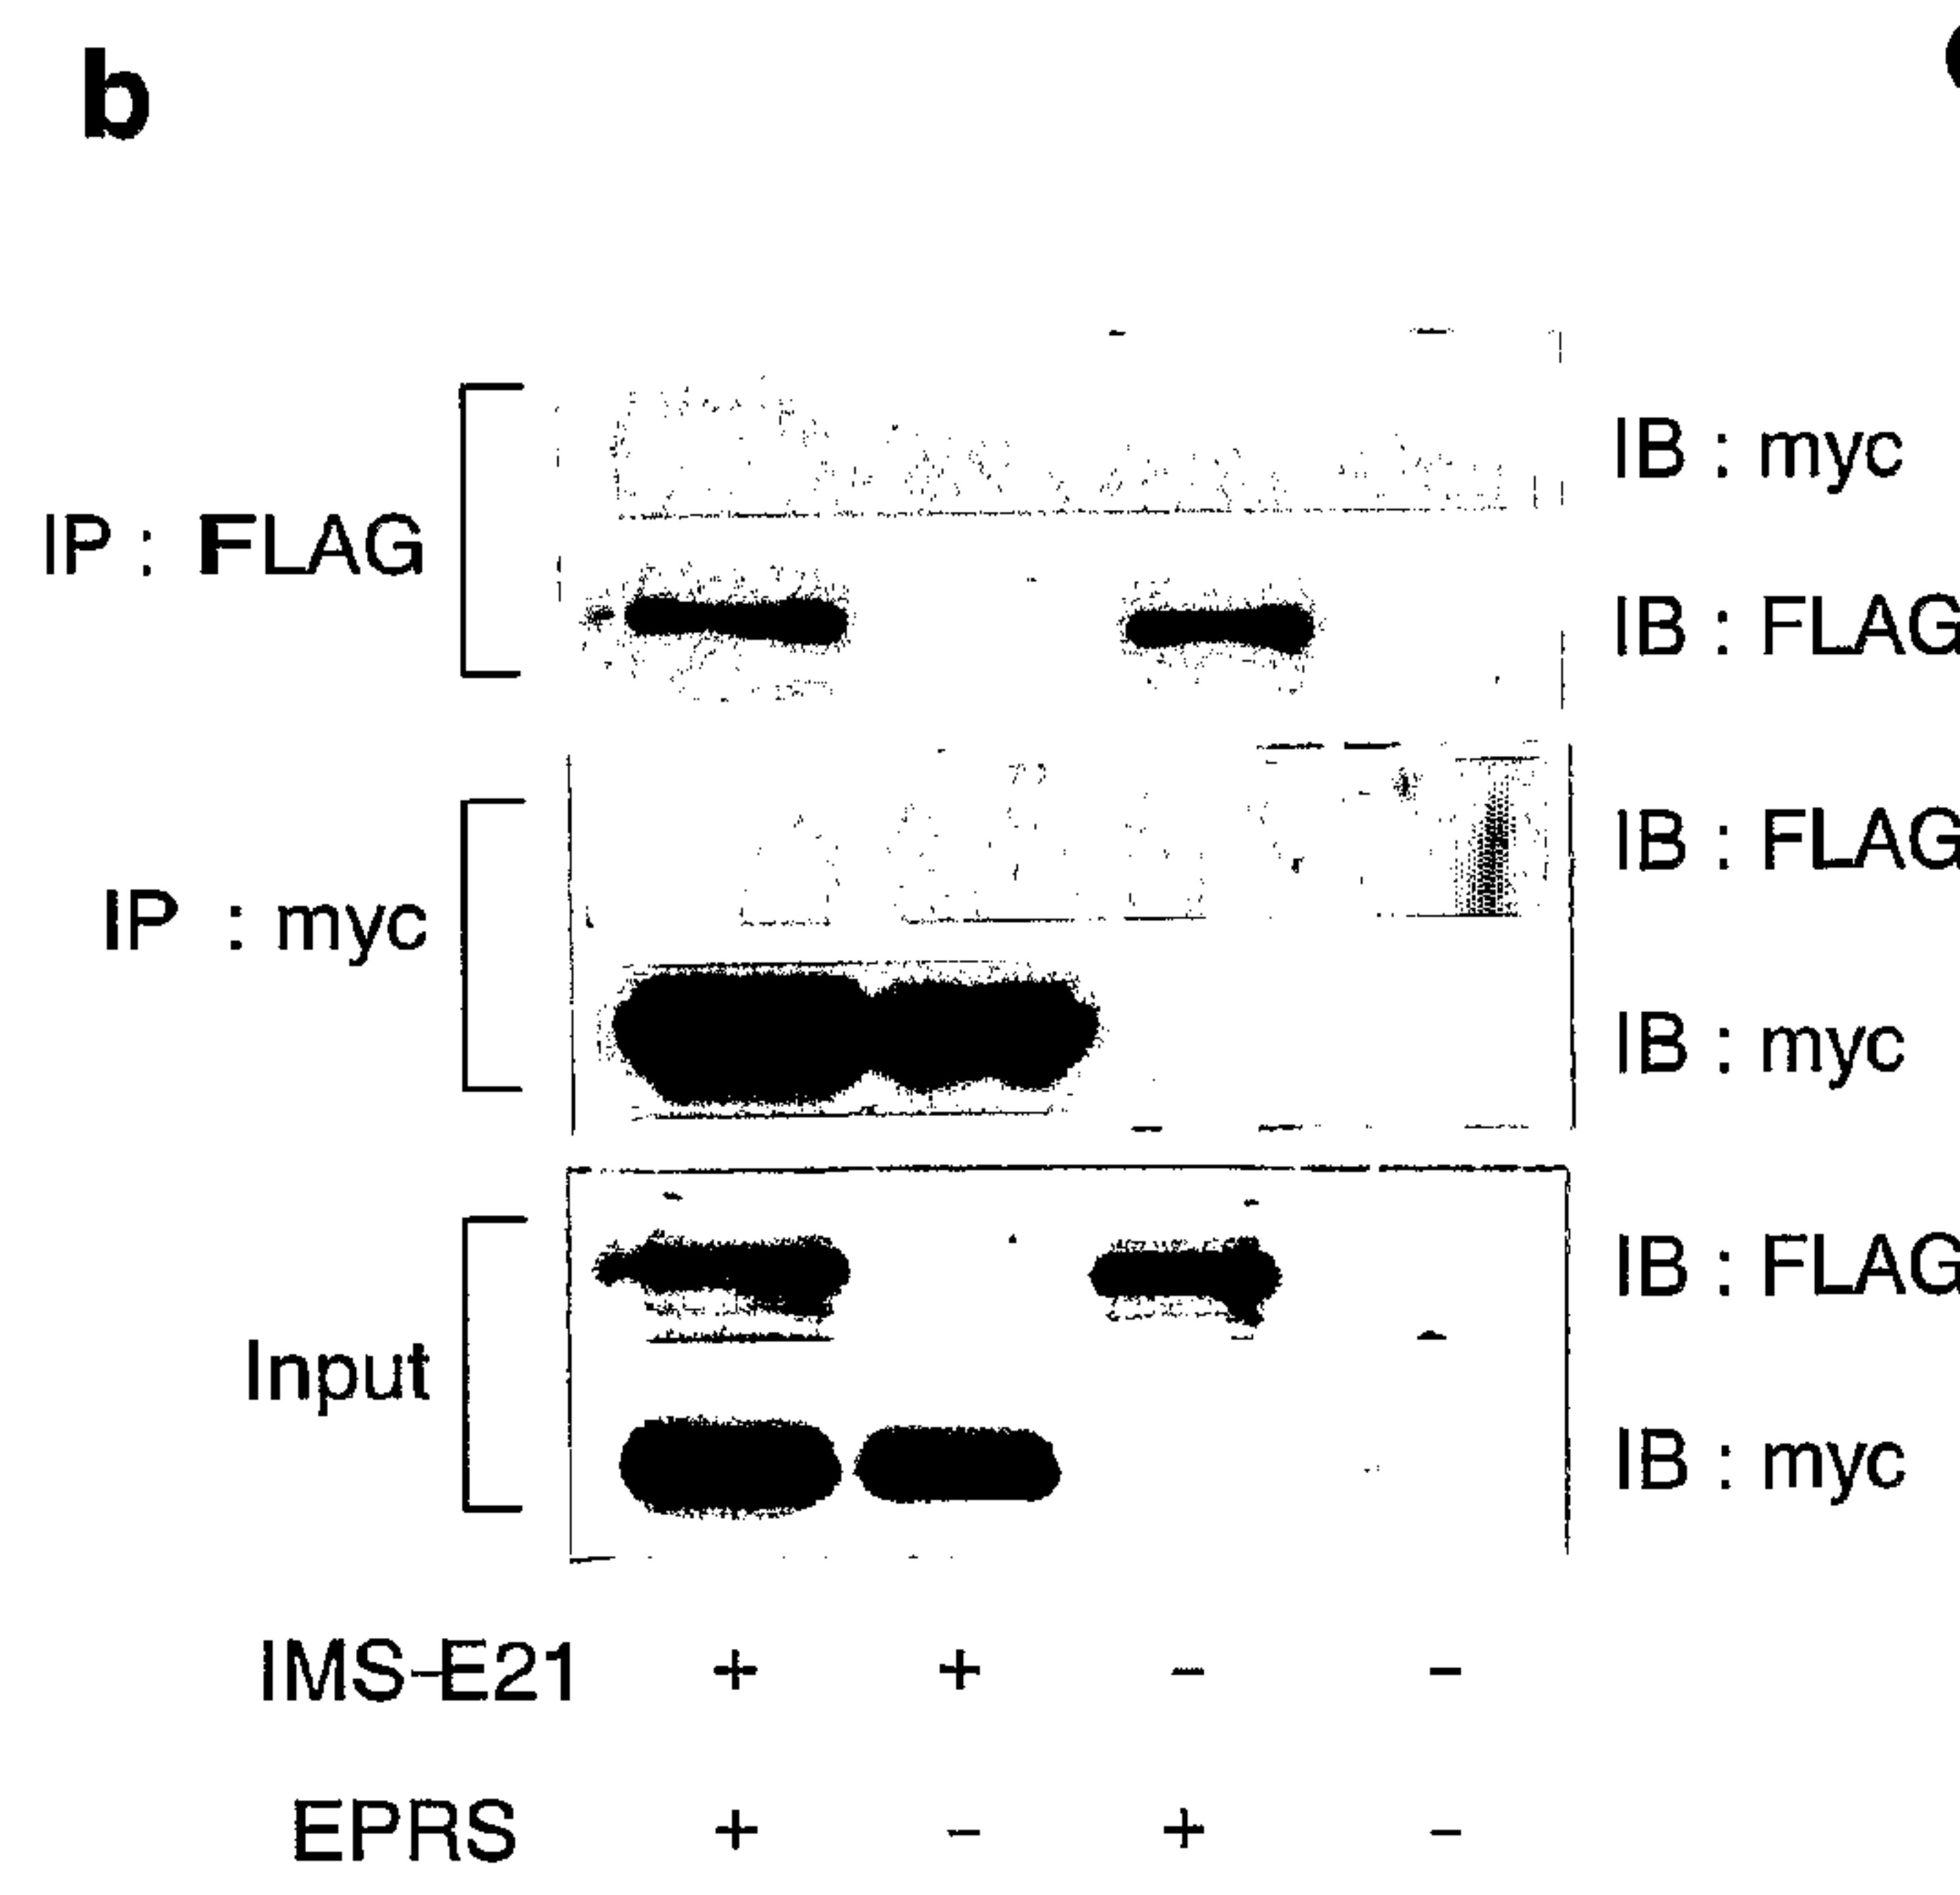 b
IB : myc
IP : FLAG
IB : FLAG
IB : FLAG
IP : myc
IB : myc
IB : FLAG
Input
IB : myc
IMS-E21 + + − −
EPRS + − + −